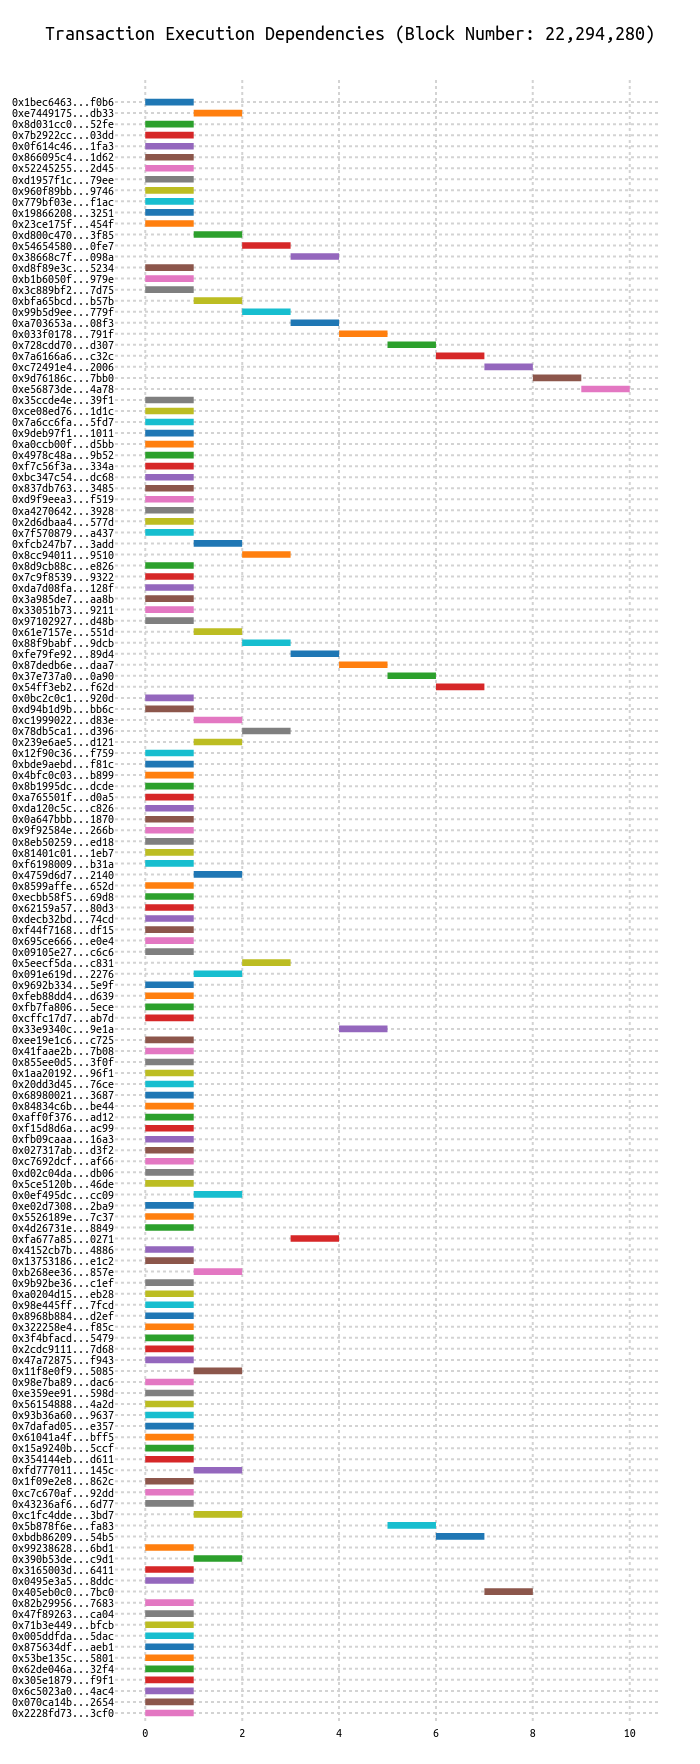 Transaction Execution Dependencies (Block Number: 22,294,280)
0x1bec6463...f0b6
0xe7449175...db33
0x8d031cc0...52fe
0x7b2922cc...03dd
0x0f614c46...1fa3
0x866095c4...1d62
0x52245255...2d45
0xd1957f1c...79ee
0x960f89bb...9746
0x779bf03e...f1ac
0x19866208...3251
0x23ce175f...454f
0xd800c470...3f85
0x54654580...0fe7
0x38668c7f...098a
0xd8f89e3c...5234
0xb1b6050f...979e
0x3c889bf2...7d75
0xbfa65bcd...b57b
0x99b5d9ee...779f
0xa703653a...08f3
0x033f0178...791f
0x728cdd70...d307
0x7a6166a6...c32c
0xc72491e4...2006
0x9d76186c...7bb0
0xe56873de...4a78
0x35ccde4e...39f1
0xce08ed76...1d1c
0x7a6cc6fa...5fd7
0x9deb97f1...1011
0xa0ccb00f...d5bb
0x4978c48a...9b52
0xf7c56f3a...334a
0xbc347c54...dc68
0x837db763...3485
0xd9f9eea3...f519
0xa4270642...3928
0x2d6dbaa4...577d
0x7f570879...a437
0xfcb247b7...3add
0x8cc94011...9510
0x8d9cb88c...e826
0x7c9f8539...9322
0xda7d08fa...128f
0x3a985de7...aa8b
0x33051b73...9211
0x97102927...d48b
0x61e7157e...551d
0x88f9babf...9dcb
0xfe79fe92...89d4
0x87dedb6e...daa7
0x37e737a0...0a90
0x54ff3eb2...f62d
0x0bc2c0c1...920d
0xd94b1d9b...bb6c
0xc1999022...d83e
0x78db5ca1...d396
0x239e6ae5...d121
0x12f90c36...f759
0xbde9aebd...f81c
0x4bfc0c03...b899
0x8b1995dc...dcde
0xa765501f...d0a5
0xda120c5c...c826
0x0a647bbb...1870
0x9f92584e...266b
0x8eb50259...ed18
0x81401c01...1eb7
0xf6198009...b31a
0x4759d6d7...2140
0x8599affe...652d
0xecbb58f5...69d8
0x62159a57...80d3
0xdecb32bd...74cd
0xf44f7168...df15
0x695ce666...e0e4
0x09105e27...c6c6
0x5eecf5da...c831
0x091e619d...2276
0x9692b334...5e9f
0xfeb88dd4...d639
0xfb7fa806...5ece
0xcffc17d7...ab7d
0x33e9340c...9e1a
0xee19e1c6...c725
0x41faae2b...7b08
0x855ee0d5...3f0f
0x1aa20192...96f1
0x20dd3d45...76ce
0x68980021...3687
0x84834c6b...be44
0xaff0f376...ad12
0xf15d8d6a...ac99
0xfb09caaa...16a3
0x027317ab...d3f2
0xc7692dcf...af66
0xd02c04da...db06
0x5ce5120b...46de
0x0ef495dc...cc09
0xe02d7308...2ba9
0x5526189e...7c37
0x4d26731e...8849
0xfa677a85...0271
0x4152cb7b...4886
0x13753186...e1c2
0xb268ee36...857e
0x9b92be36...c1ef
0xa0204d15...eb28
0x98e445ff...7fcd
0x8968b884...d2ef
0x322258e4...f85c
0x3f4bfacd...5479
0x2cdc9111...7d68
0x47a72875...f943
0x11f8e0f9...5085
0x98e7ba89...dac6
0xe359ee91...598d
0x56154888...4a2d
0x93b36a60...9637
0x7dafad05...e357
0x61041a4f...bff5
0x15a9240b...5ccf
0x354144eb...d611
0xfd777011...145c
0x1f09e2e8...862c
0xc7c670af...92dd
0x43236af6...6d77
0xc1fc4dde...3bd7
0x5b878f6e...fa83
0xbdb86209...54b5
0x99238628...6bd1
0x390b53de...c9d1
0x3165003d...6411
0x0495e3a5...8ddc
0x405eb0c0...7bc0
0x82b29956...7683
0x47f89263...ca04
0x71b3e449...bfcb
0x005ddfda...5dac
0x875634df...aeb1
0x53be135c...5801
0x62de046a...32f4
0x305e1879...f9f1
0x6c5023a0...4ac4
0x070ca14b...2654
0x2228fd73...3cf0
0 2 4 6 8 10